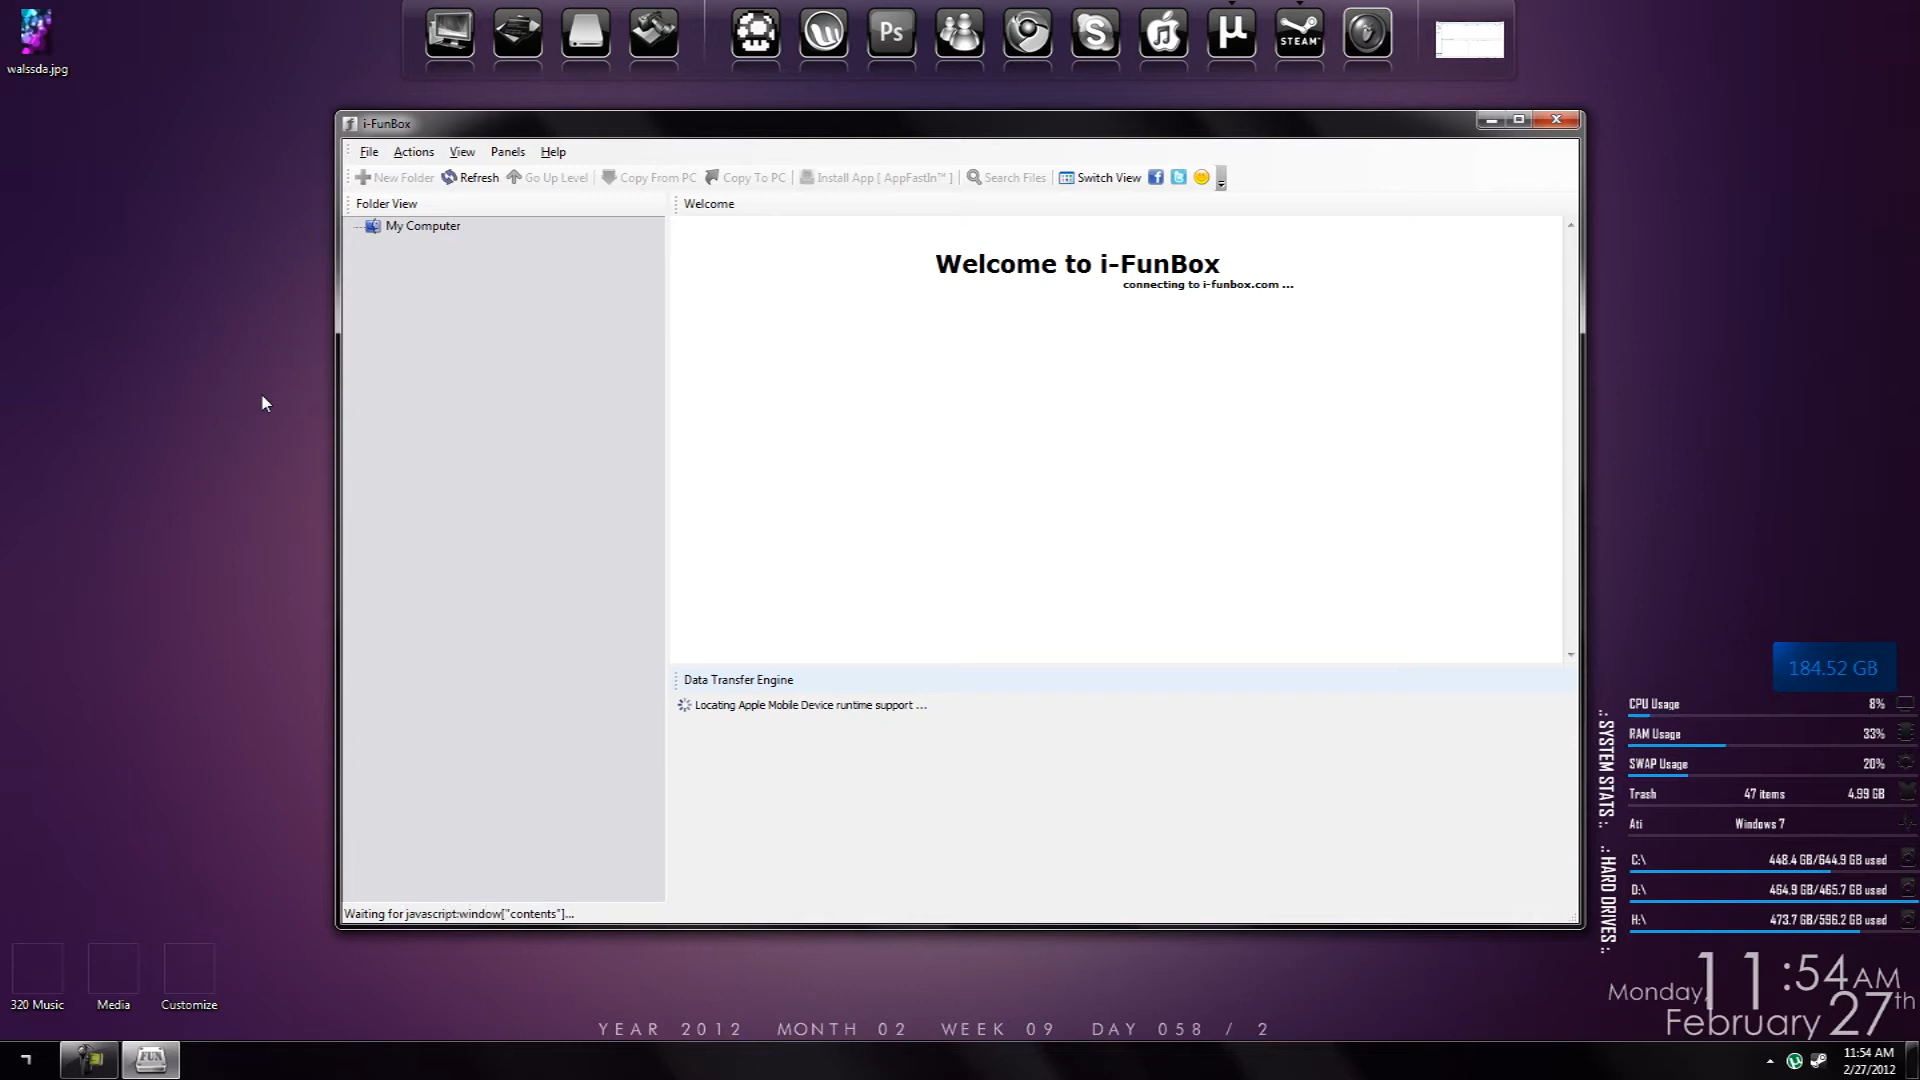 walssda.jpg
Ps
STEAM™
i-FunBox
File Actions View Panels Help
New Folder Refresh Go Up Level Copy From PC Copy To PC Install App [ AppFastIn™ ] Search Files Switch View
Folder View
Welcome
My Computer
Welcome to i-FunBox
connecting to i-funbox.com ...
Data Transfer Engine
Locating Apple Mobile Device runtime support ...
Waiting for javascript:window["contents"]...
184.52 GB
.: SYSTEM STATS :.
CPU Usage 8%
RAM Usage 33%
SWAP Usage 20%
Trash 47 items 4.99 GB
Ati Windows 7
.: HARD DRIVES :.
C:\ 448.4 GB/644.9 GB used
D:\ 464.9 GB/465.7 GB used
H:\ 473.7 GB/596.2 GB used
Monday, 11:54 AM
February 27th
320 Music Media Customize
YEAR 2012 MONTH 02 WEEK 09 DAY 058 / 2
FUN
11:54 AM
2/27/2012